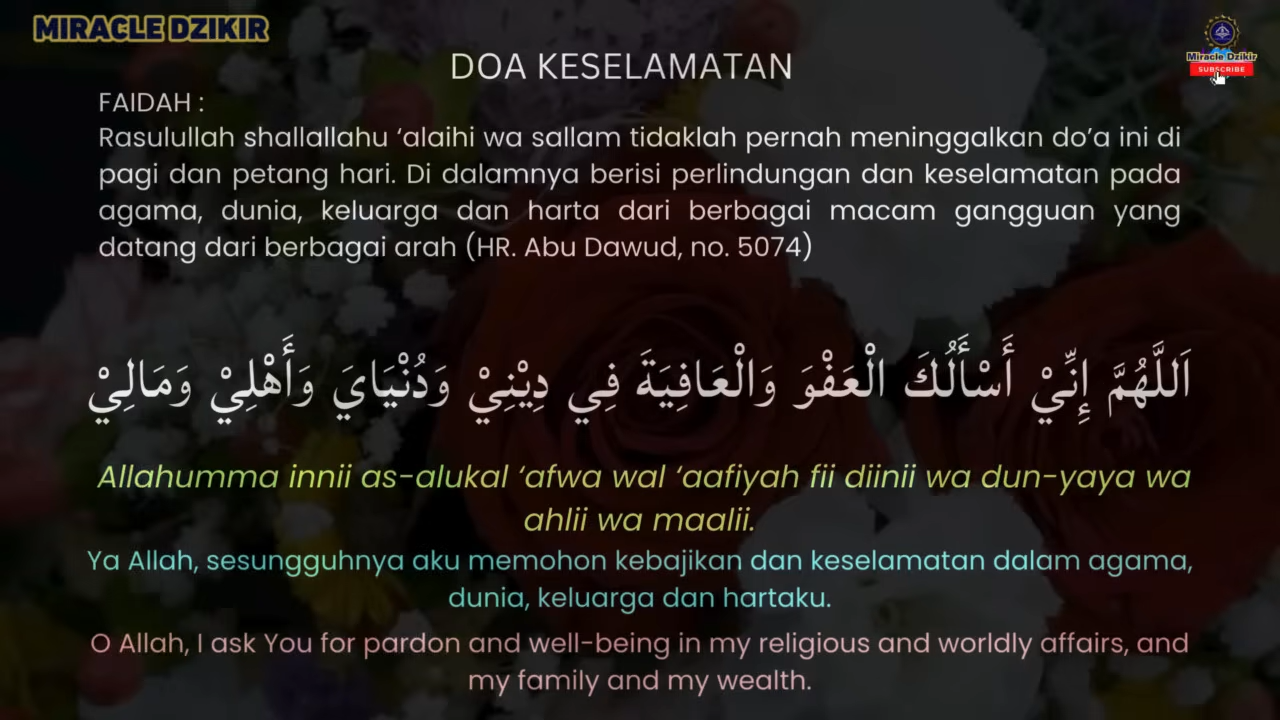 MIRACLE DZIKIR
Miracle Dzikir
SUBSCRIBE
DOA KESELAMATAN
FAIDAH :
Rasulullah shallallahu ‘alaihi wa sallam tidaklah pernah meninggalkan do’a ini di
pagi dan petang hari. Di dalamnya berisi perlindungan dan keselamatan pada
agama, dunia, keluarga dan harta dari berbagai macam gangguan yang
datang dari berbagai arah (HR. Abu Dawud, no. 5074)
اَللَّهُمَّ إِنِّيْ أَسْأَلُكَ الْعَفْوَ وَالْعَافِيَةَ فِي دِيْنِيْ وَدُنْيَايَ وَأَهْلِيْ وَمَالِيْ
Allahumma innii as-alukal ‘afwa wal ‘aafiyah fii diinii wa dun-yaya wa
ahlii wa maalii.
Ya Allah, sesungguhnya aku memohon kebajikan dan keselamatan dalam agama,
dunia, keluarga dan hartaku.
O Allah, I ask You for pardon and well-being in my religious and worldly affairs, and
my family and my wealth.